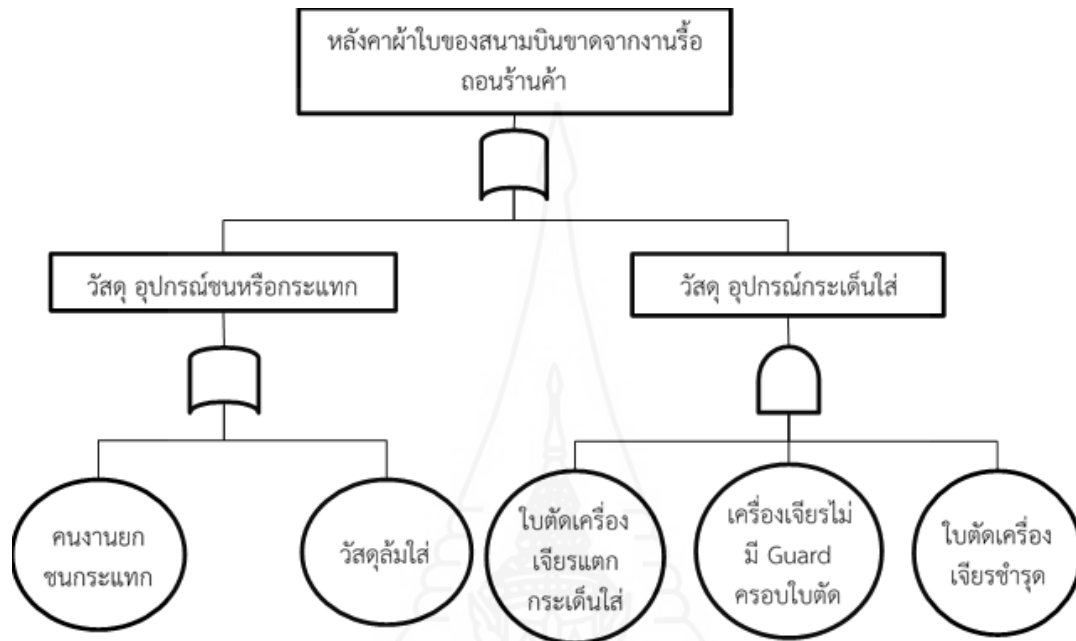 หลังคาผ้าใบของสนามบินขาดจากงานรื้อ
ถอนร้านค้า
วัสดุ อุปกรณ์ชนหรือกระแทก
วัสดุ อุปกรณ์กระเด็นใส่
คนงานยก
ชนกระแทก
วัสดุล้มใส่
ใบตัดเครื่อง
เจียรแตก
กระเด็นใส่
เครื่องเจียรไม่
มี Guard
ครอบใบตัด
ใบตัดเครื่อง
เจียรชำรุด